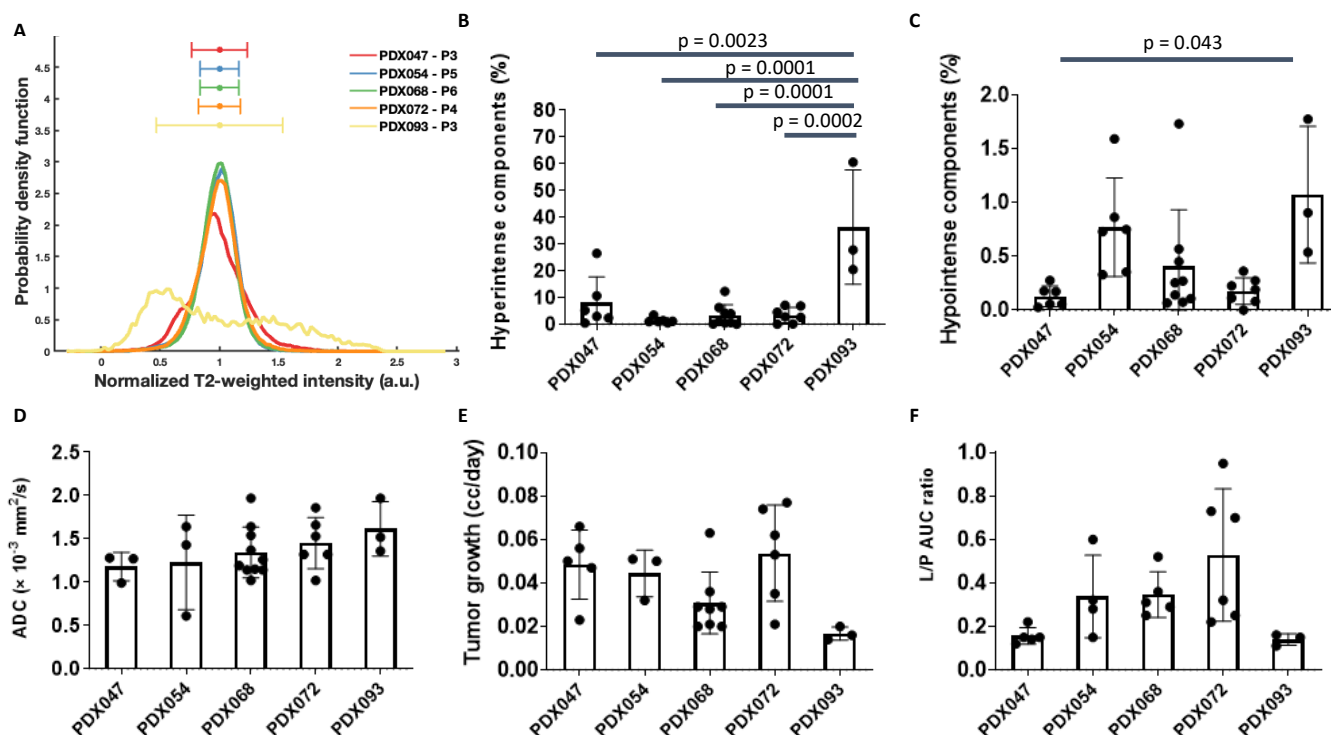 A
PDX047 - P3
PDX054 - P5
PDX068 - P6
PDX072 - P4
PDX093 - P3
Probability density function
4.5
4
3.5
3
2.5
2
1.5
1
0.5
0
0 0.5 1 1.5 2 2.5 3
Normalized T2-weighted intensity (a.u.)
B
p = 0.0023
p = 0.0001
p = 0.0001
p = 0.0002
Hyperintense components (%)
80
70
60
50
40
30
20
10
0
PDX047 PDX054 PDX068 PDX072 PDX093
C
p = 0.043
Hypointense components (%)
2.0
1.5
1.0
0.5
0.0
PDX047 PDX054 PDX068 PDX072 PDX093
D
ADC (× 10⁻³ mm²/s)
2.5
2.0
1.5
1.0
0.5
0.0
PDX047 PDX054 PDX068 PDX072 PDX093
E
Tumor growth (cc/day)
0.10
0.08
0.06
0.04
0.02
0.00
PDX047 PDX054 PDX068 PDX072 PDX093
F
L/P AUC ratio
1.0
0.8
0.6
0.4
0.2
0.0
PDX047 PDX054 PDX068 PDX072 PDX093